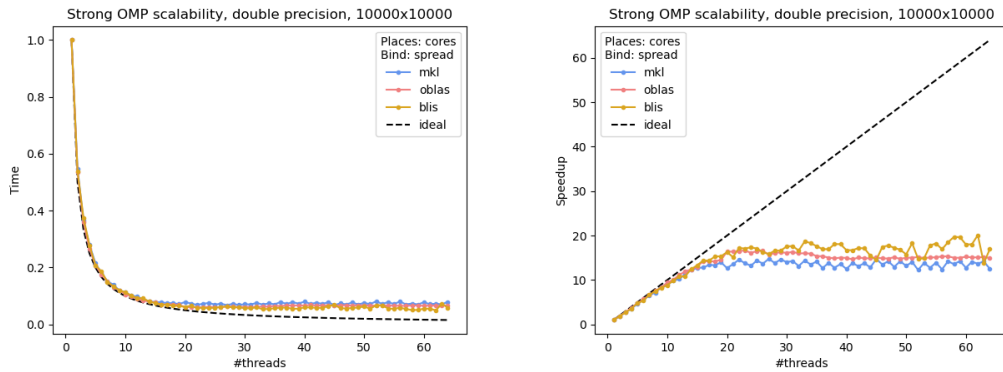 Strong OMP scalability, double precision, 10000x10000
1.0
0.8
0.6
0.4
0.2
0.0
Time
0
10
20
30
40
50
60
#threads
Places: cores
Bind: spread
mkl
oblas
blis
ideal
Strong OMP scalability, double precision, 10000x10000
60
50
40
30
20
10
0
Speedup
0
10
20
30
40
50
60
#threads
Places: cores
Bind: spread
mkl
oblas
blis
ideal